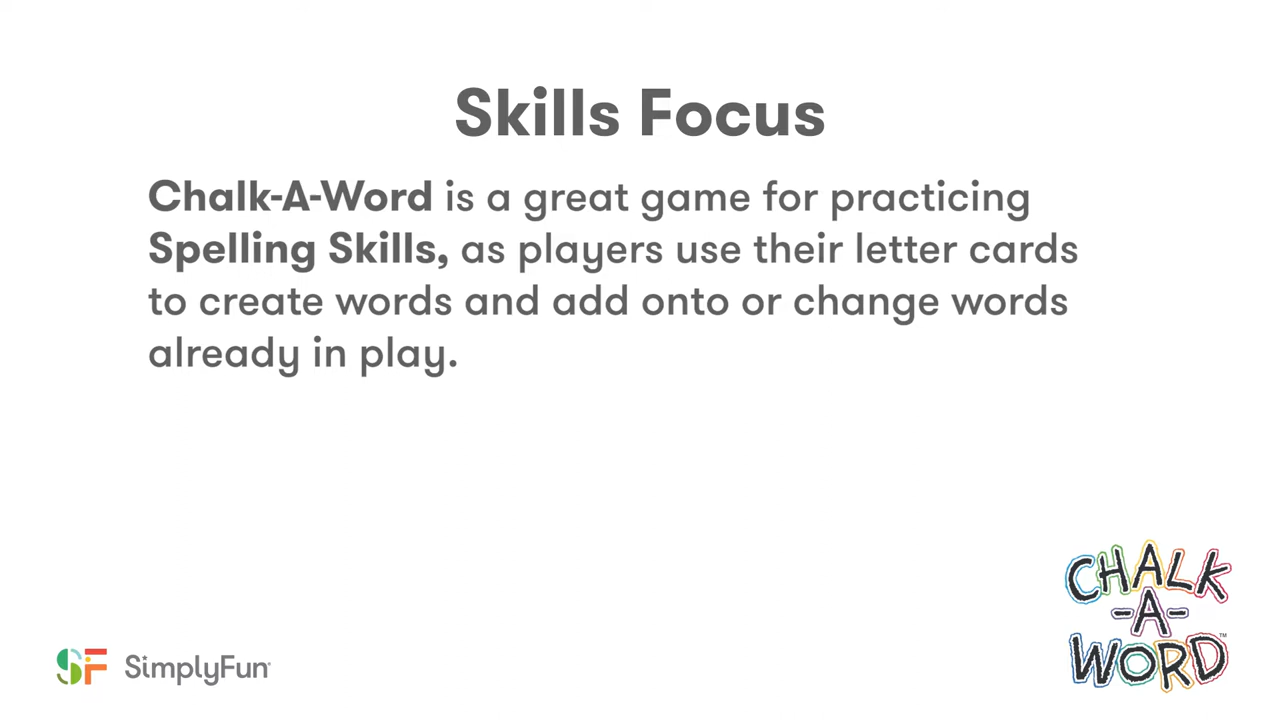 Skills Focus
Chalk-A-Word is a great game for practicing
Spelling Skills, as players use their letter cards
to create words and add onto or change words
already in play.
CHALK
-A-
WORD™
SF SimplyFun®